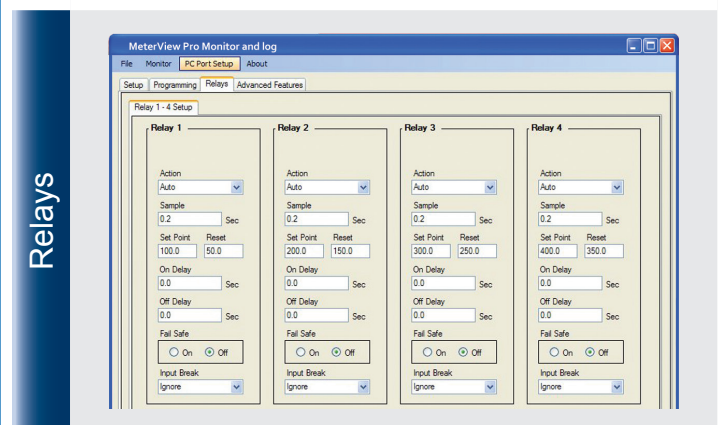 Relays
MeterView Pro Monitor and log
File Monitor PC Port Setup About
Setup Programming Relays Advanced Features
Relay 1 - 4 Setup
Relay 1 Relay 2 Relay 3 Relay 4
Action Action Action Action
Auto Auto Auto Auto
Sample Sample Sample Sample
0.2 Sec 0.2 Sec 0.2 Sec 0.2 Sec
Set Point Reset Set Point Reset Set Point Reset Set Point Reset
100.0 50.0 200.0 150.0 300.0 250.0 400.0 350.0
On Delay On Delay On Delay On Delay
0.0 Sec 0.0 Sec 0.0 Sec 0.0 Sec
Off Delay Off Delay Off Delay Off Delay
0.0 Sec 0.0 Sec 0.0 Sec 0.0 Sec
Fail Safe Fail Safe Fail Safe Fail Safe
On Off On Off On Off On Off
Input Break Input Break Input Break Input Break
Ignore Ignore Ignore Ignore